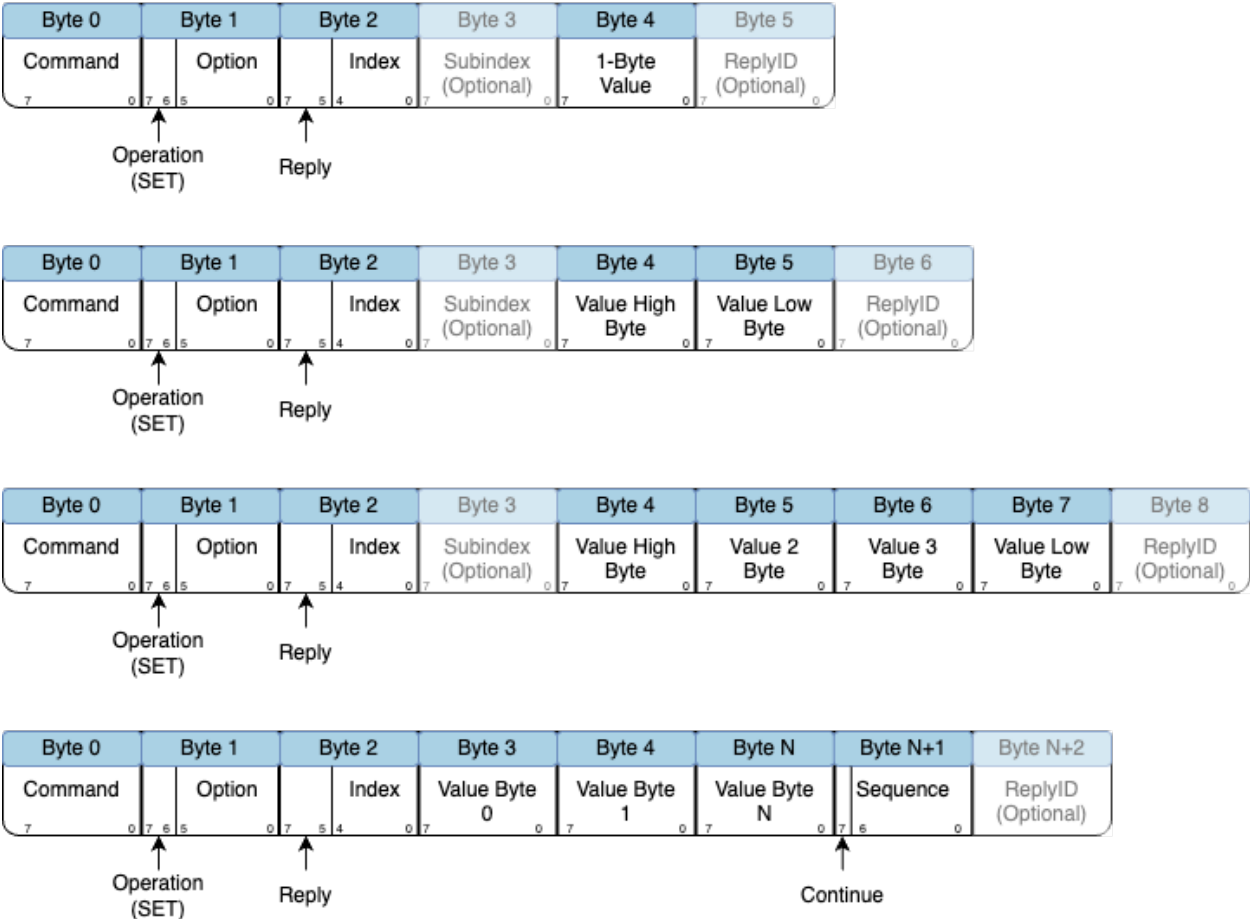 Byte 0 Byte 1 Byte 2 Byte 3 Byte 4 Byte 5
Command Option Index Subindex 1-Byte ReplyID
(Optional) Value (Optional)
7 0 7 6 5 0 7 5 4 0 7 0 7 0 7 0
Operation Reply
(SET)
Byte 0 Byte 1 Byte 2 Byte 3 Byte 4 Byte 5 Byte 6
Command Option Index Subindex Value High Value Low ReplyID
(Optional) Byte Byte (Optional)
7 0 7 6 5 0 7 5 4 0 7 0 7 0 7 0 7 0
Operation Reply
(SET)
Byte 0 Byte 1 Byte 2 Byte 3 Byte 4 Byte 5 Byte 6 Byte 7 Byte 8
Command Option Index Subindex Value High Value 2 Value 3 Value Low ReplyID
(Optional) Byte Byte Byte Byte (Optional)
7 0 7 6 5 0 7 5 4 0 7 0 7 0 7 0 7 0 7 0 7 0
Operation Reply
(SET)
Byte 0 Byte 1 Byte 2 Byte 3 Byte 4 Byte N Byte N+1 Byte N+2
Command Option Index Value Byte Value Byte Value Byte Sequence ReplyID
0 1 N (Optional)
7 0 7 6 5 0 7 5 4 0 7 0 7 0 7 0 7 6 0
Operation Reply Continue
(SET)